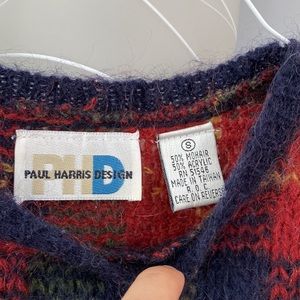 PHD
PAUL HARRIS DESIGN
S
50% MOHAIR
50% ACRYLIC
RN 51546
MADE IN TAIWAN
R. O. C.
CARE ON REVERSE